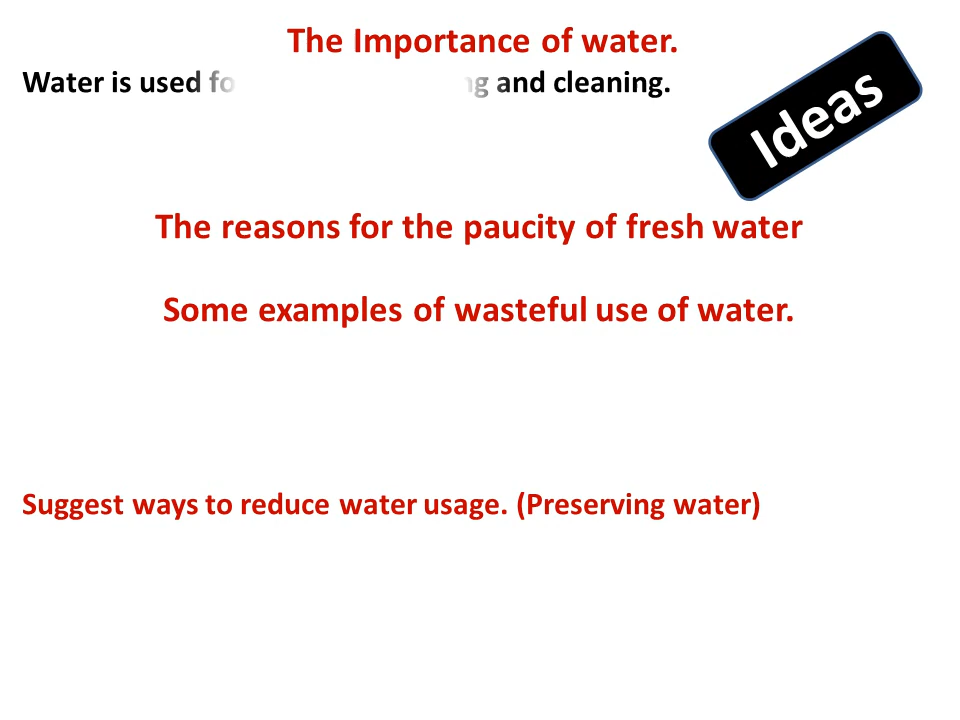 The Importance of water.
Water is used and cleaning.
Ideas
The reasons for the paucity of fresh water
Some examples of wasteful use of water.
Suggest ways to reduce water usage. (Preserving water)